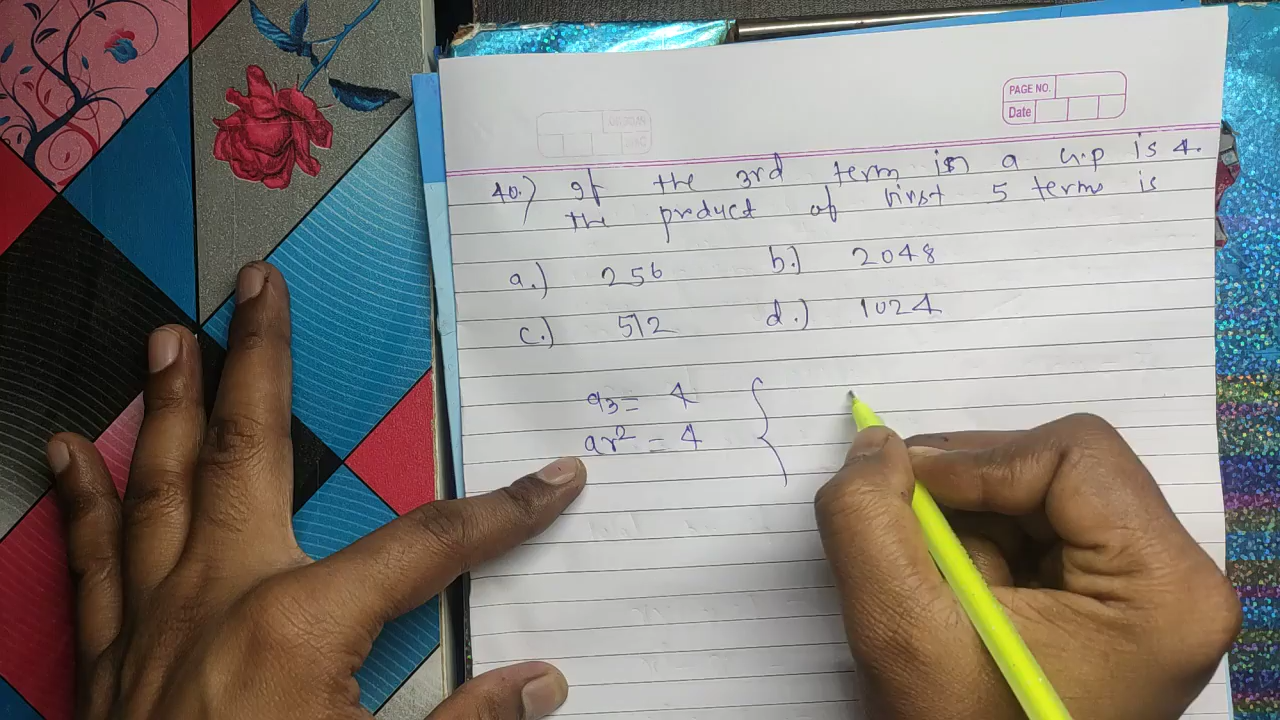 PAGE NO.
Date
40.) If the 3rd term in a G.P is 4.
the product of first 5 terms is
a.) 256 b.) 2048
c.) 512 d.) 1024
a3 = 4
ar² = 4